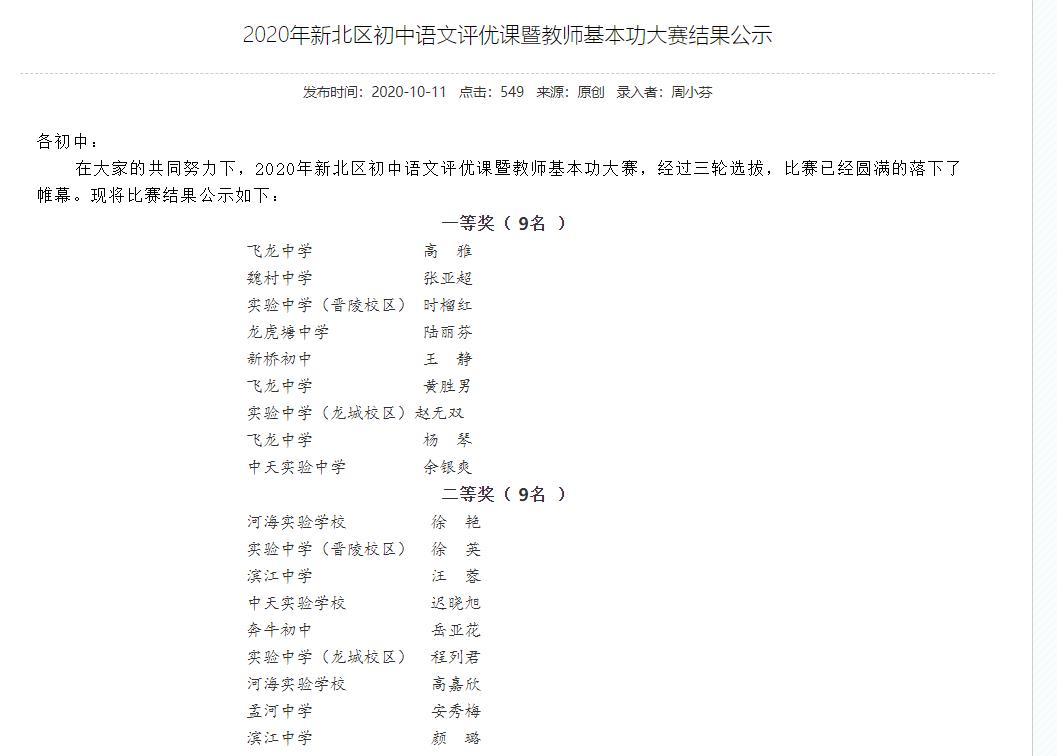 2020年新北区初中语文评优课暨教师基本功大赛结果公示
发布时间：2020-10-11 点击：549 来源：原创 录入者：周小芬
各初中：
在大家的共同努力下，2020年新北区初中语文评优课暨教师基本功大赛，经过三轮选拔，比赛已经圆满的落下了
帷幕。现将比赛结果公示如下：
一等奖（ 9名 ）
飞龙中学 高 雅
魏村中学 张亚超
实验中学（晋陵校区） 时榴红
龙虎塘中学 陆丽芬
新桥初中 王 静
飞龙中学 黄胜男
实验中学（龙城校区）赵无双
飞龙中学 杨 琴
中天实验中学 余银爽
二等奖（ 9名 ）
河海实验学校 徐 艳
实验中学（晋陵校区） 徐 英
滨江中学 汪 蓉
中天实验学校 迟晓旭
奔牛初中 岳亚花
实验中学（龙城校区） 程列君
河海实验学校 高嘉欣
孟河中学 安秀梅
滨江中学 颜 璐